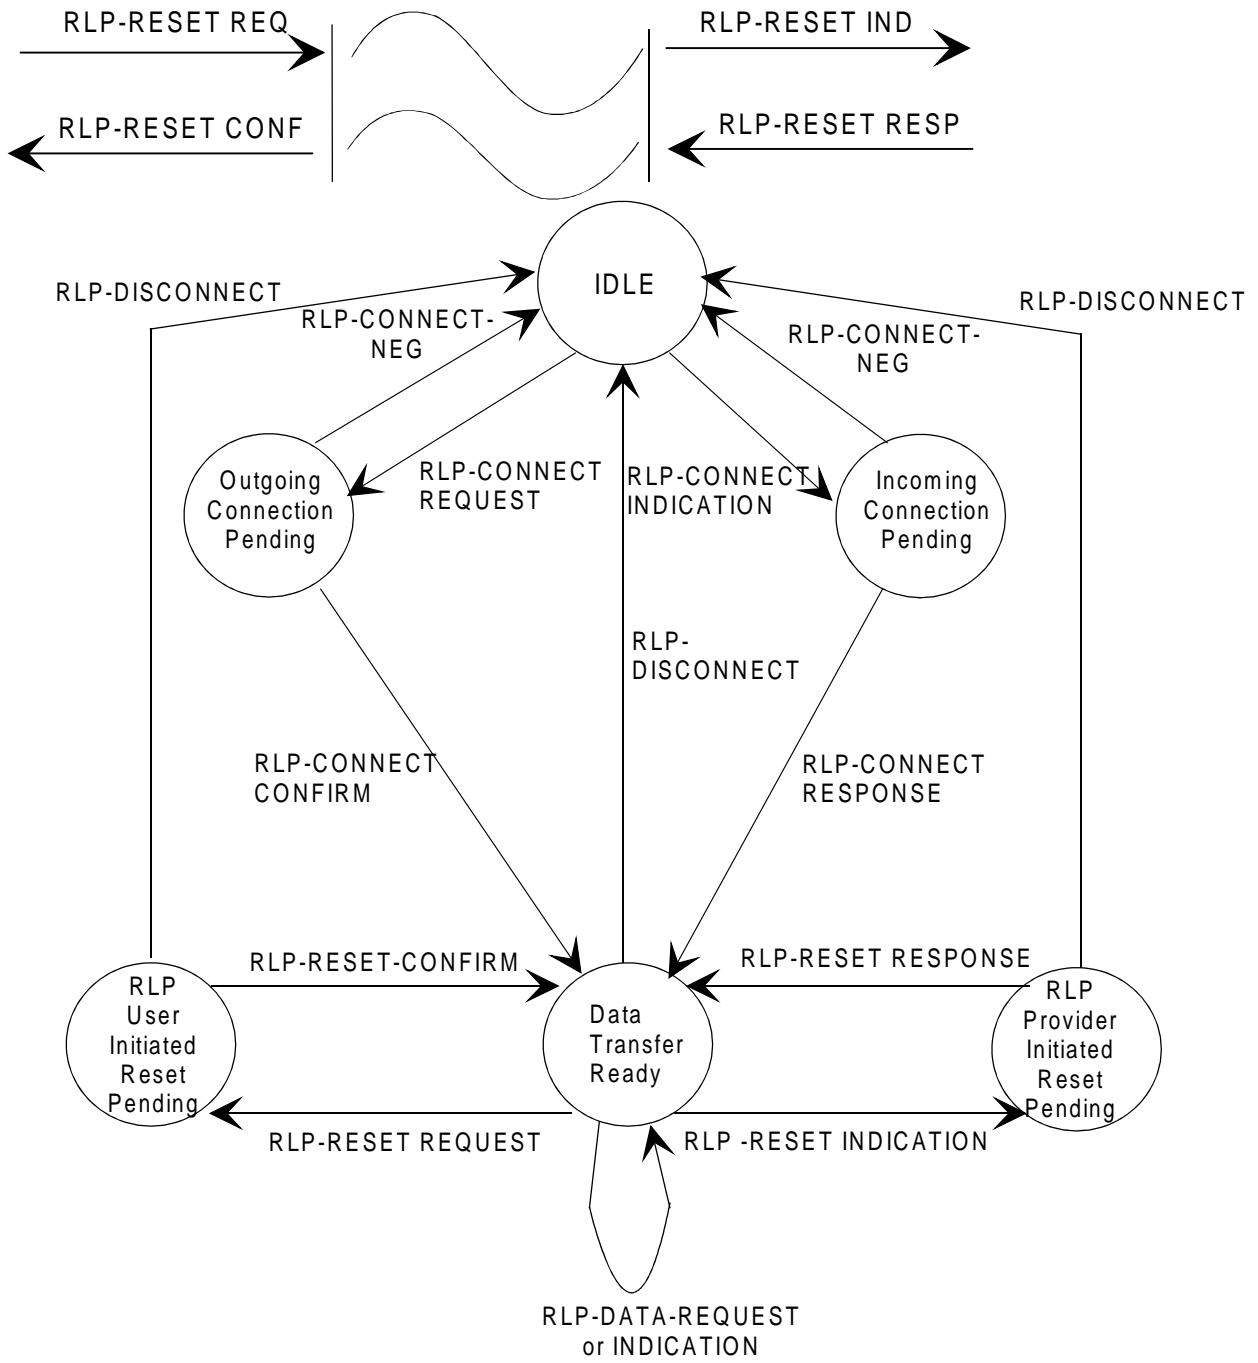 RLP-RESET REQ
RLP-RESET IND
RLP-RESET CONF
RLP-RESET RESP
IDLE
RLP-DISCONNECT
RLP-DISCONNECT
RLP-CONNECT-
NEG
RLP-CONNECT-
NEG
Outgoing
Connection
Pending
RLP-CONNECT
REQUEST
RLP-CONNECT
INDICATION
Incoming
Connection
Pending
RLP-
DISCONNECT
RLP-CONNECT
CONFIRM
RLP-CONNECT
RESPONSE
RLP-RESET-CONFIRM
RLP-RESET RESPONSE
RLP
User
Initiated
Reset
Pending
Data
Transfer
Ready
RLP
Provider
Initiated
Reset
Pending
RLP-RESET REQUEST
RLP -RESET INDICATION
RLP-DATA-REQUEST
or INDICATION